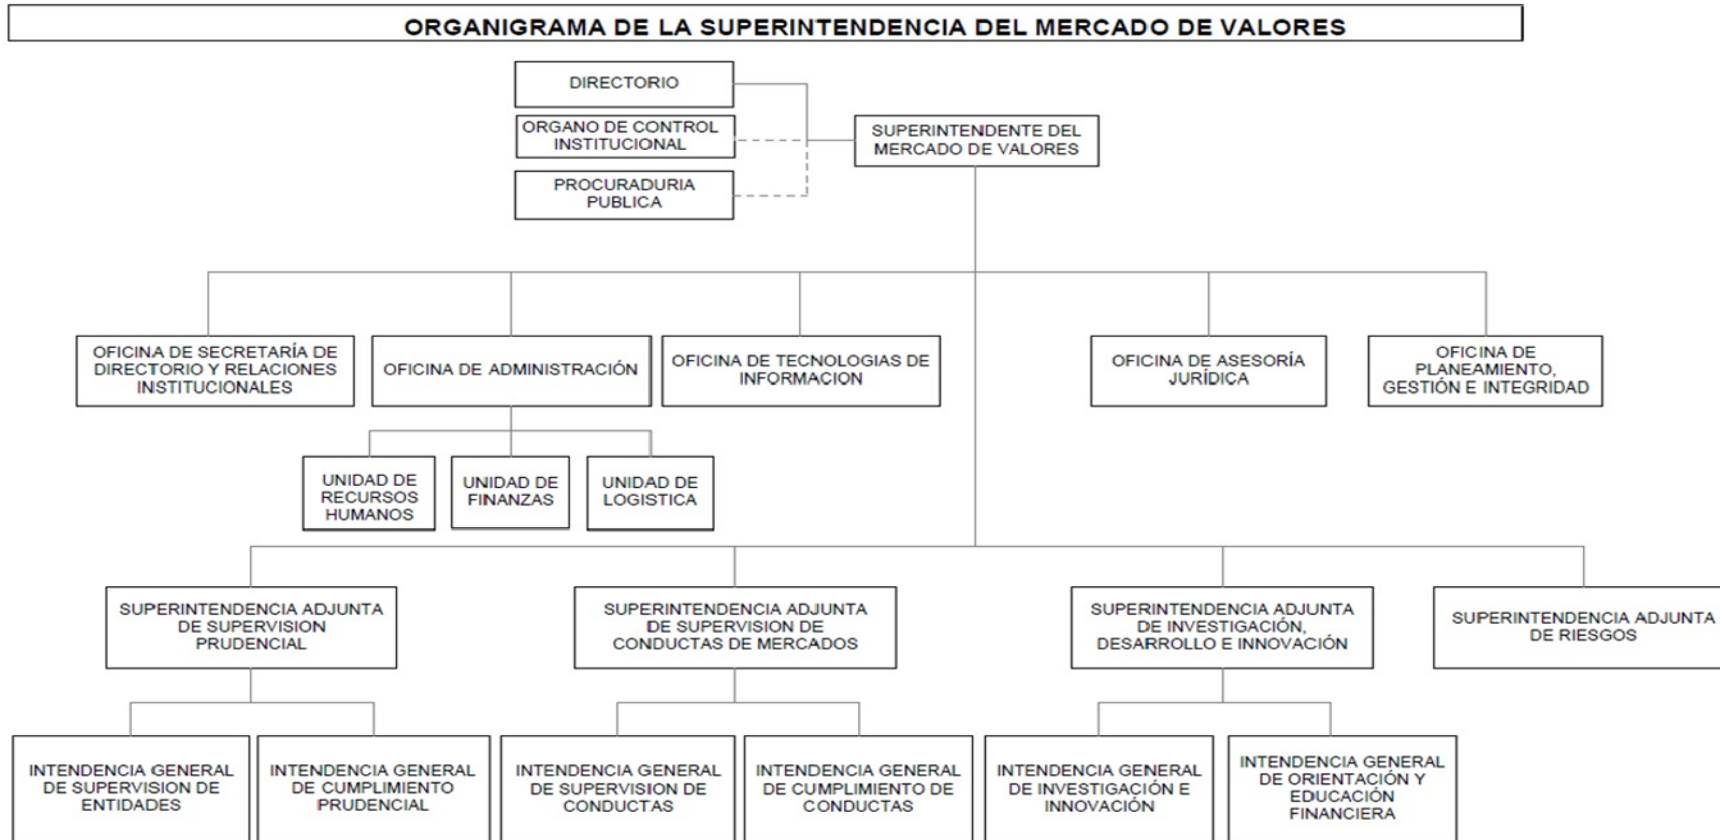 ORGANIGRAMA DE LA SUPERINTENDENCIA DEL MERCADO DE VALORES
DIRECTORIO
ORGANO DE CONTROL
INSTITUCIONAL
PROCURADURIA
PUBLICA
SUPERINTENDENTE DEL
MERCADO DE VALORES
OFICINA DE SECRETARÍA DE
DIRECTORIO Y RELACIONES
INSTITUCIONALES
OFICINA DE ADMINISTRACIÓN
OFICINA DE TECNOLOGIAS DE
INFORMACION
OFICINA DE ASESORÍA
JURÍDICA
OFICINA DE
PLANEAMIENTO,
GESTIÓN E INTEGRIDAD
UNIDAD DE
RECURSOS
HUMANOS
UNIDAD DE
FINANZAS
UNIDAD DE
LOGISTICA
SUPERINTENDENCIA ADJUNTA
DE SUPERVISION
PRUDENCIAL
SUPERINTENDENCIA ADJUNTA
DE SUPERVISION DE
CONDUCTAS DE MERCADOS
SUPERINTENDENCIA ADJUNTA
DE INVESTIGACIÓN,
DESARROLLO E INNOVACIÓN
SUPERINTENDENCIA ADJUNTA
DE RIESGOS
INTENDENCIA GENERAL
DE SUPERVISION DE
ENTIDADES
INTENDENCIA GENERAL
DE CUMPLIMIENTO
PRUDENCIAL
INTENDENCIA GENERAL
DE SUPERVISION DE
CONDUCTAS
INTENDENCIA GENERAL
DE CUMPLIMIENTO DE
CONDUCTAS
INTENDENCIA GENERAL
DE INVESTIGACIÓN E
INNOVACIÓN
INTENDENCIA GENERAL
DE ORIENTACIÓN Y
EDUCACIÓN
FINANCIERA